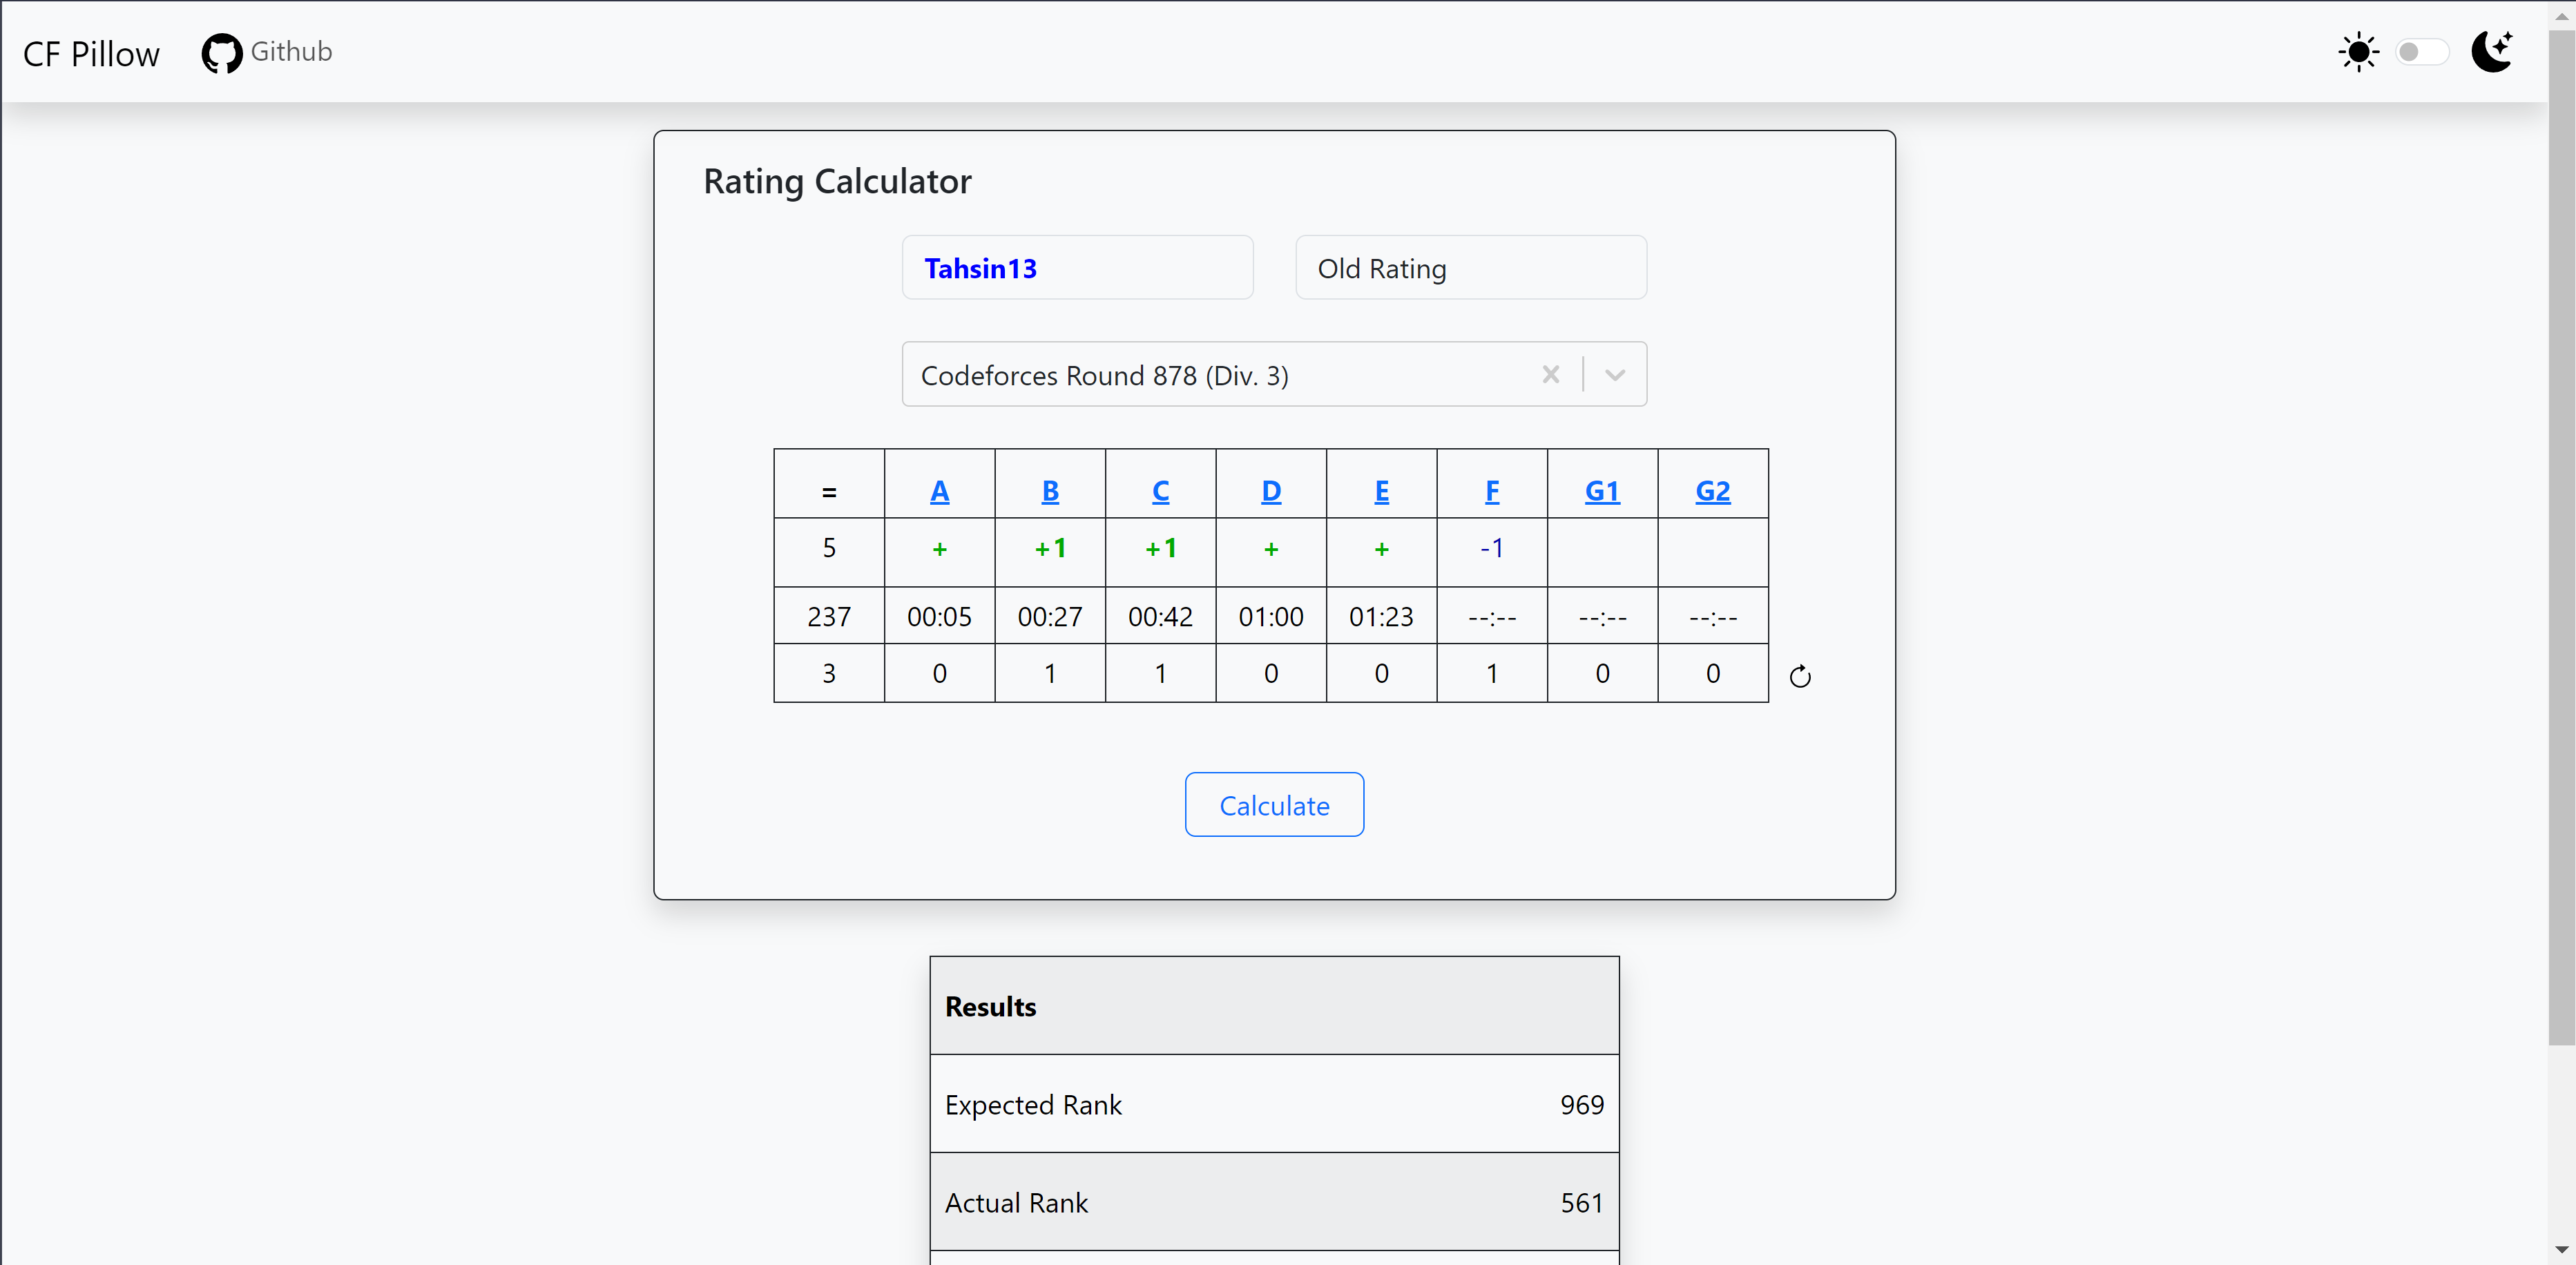 CF Pillow Github
Rating Calculator
Tahsin13 Old Rating
Codeforces Round 878 (Div. 3)
= A B C D E F G1 G2
5 + +1 +1 + + -1
237 00:05 00:27 00:42 01:00 01:23 --:-- --:-- --:--
3 0 1 1 0 0 1 0 0
Calculate
Results
Expected Rank 969
Actual Rank 561